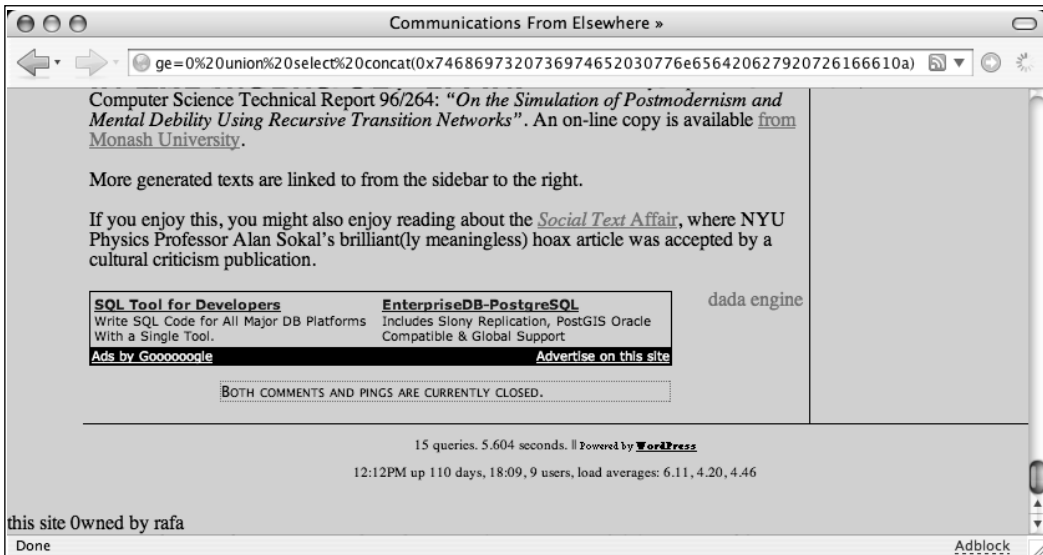 Communications From Elsewhere »
ge=0%20union%20select%20concat(0x7468697320736974652030776e656420627920726166610a)
Computer Science Technical Report 96/264: “On the Simulation of Postmodernism and
Mental Debility Using Recursive Transition Networks”. An on-line copy is available from
Monash University.
More generated texts are linked to from the sidebar to the right.
If you enjoy this, you might also enjoy reading about the Social Text Affair, where NYU
Physics Professor Alan Sokal’s brilliant(ly meaningless) hoax article was accepted by a
cultural criticism publication.
SQL Tool for Developers
Write SQL Code for All Major DB Platforms
With a Single Tool.
EnterpriseDB-PostgreSQL
Includes Slony Replication, PostGIS Oracle
Compatible & Global Support
Ads by Goooooogle
Advertise on this site
dada engine
BOTH COMMENTS AND PINGS ARE CURRENTLY CLOSED.
15 queries. 5.604 seconds. || Powered by WordPress
12:12PM up 110 days, 18:09, 9 users, load averages: 6.11, 4.20, 4.46
this site 0wned by rafa
Done
Adblock